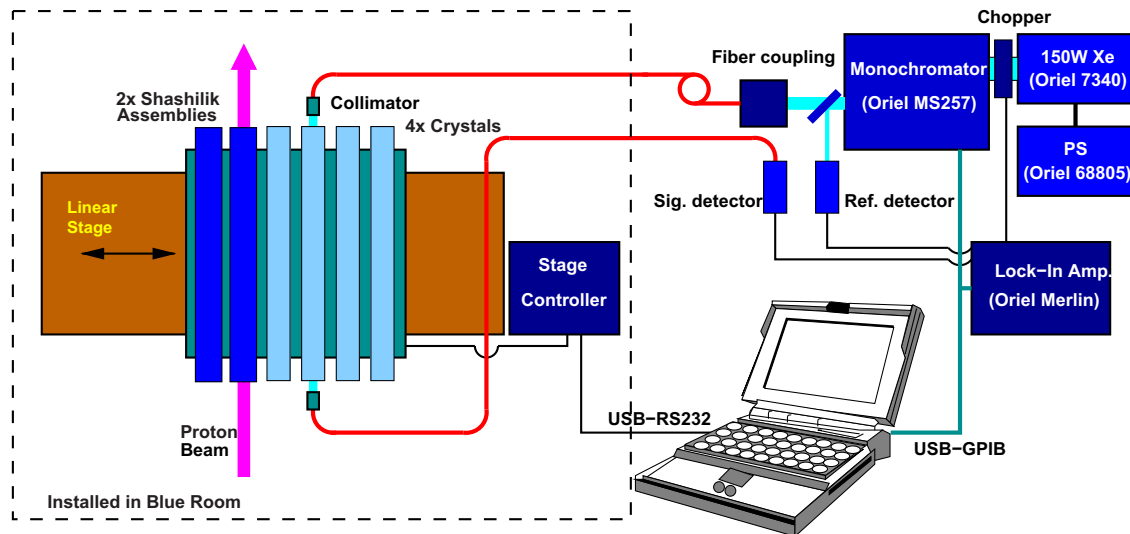 Chopper
Fiber coupling
Monochromator
(Oriel MS257)
150W Xe
(Oriel 7340)
2x Shashilik
Assemblies
Collimator
4x Crystals
PS
(Oriel 68805)
Linear
Stage
Sig. detector
Ref. detector
Stage
Controller
Lock−In Amp.
(Oriel Merlin)
Proton
Beam
USB−RS232
USB−GPIB
Installed in Blue Room